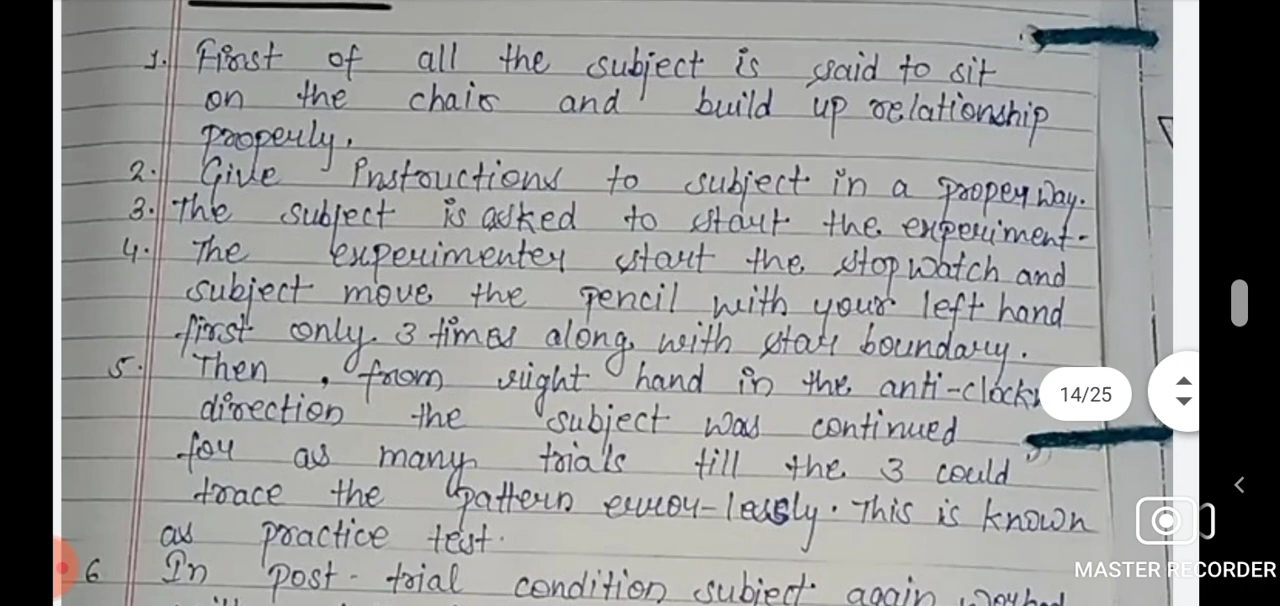 1. First of all the subject is said to sit
on the chair and build up relationship
properly.
2. Give Instructions to subject in a proper way.
3. The subject is asked to start the experiment.
4. The experimenter start the stopwatch and
subject move the pencil with your left hand
first only 3 times along with star boundary.
5. Then, from right hand in the anti-clock
direction the subject was continued
for as many trials till the 3 could
trace the pattern error-lessly. This is known
as practice test.
6 In post-trial condition subject again worked
14/25
MASTER RECORDER